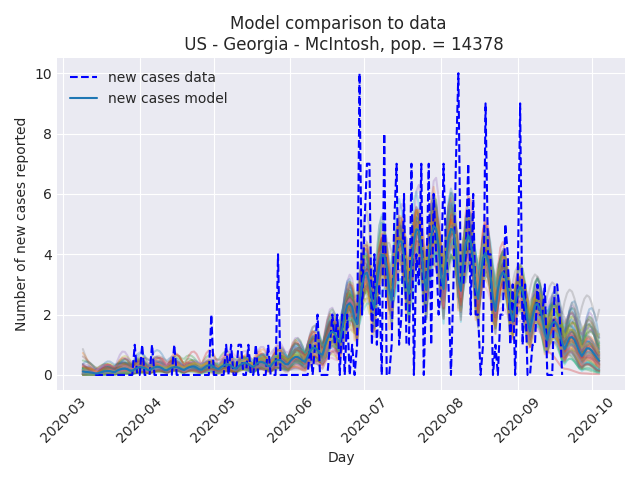 Model comparison to data
US - Georgia - McIntosh, pop. = 14378
new cases data
new cases model
Number of new cases reported
10
8
6
4
2
0
2020-03
2020-04
2020-05
2020-06
2020-07
2020-08
2020-09
2020-10
Day